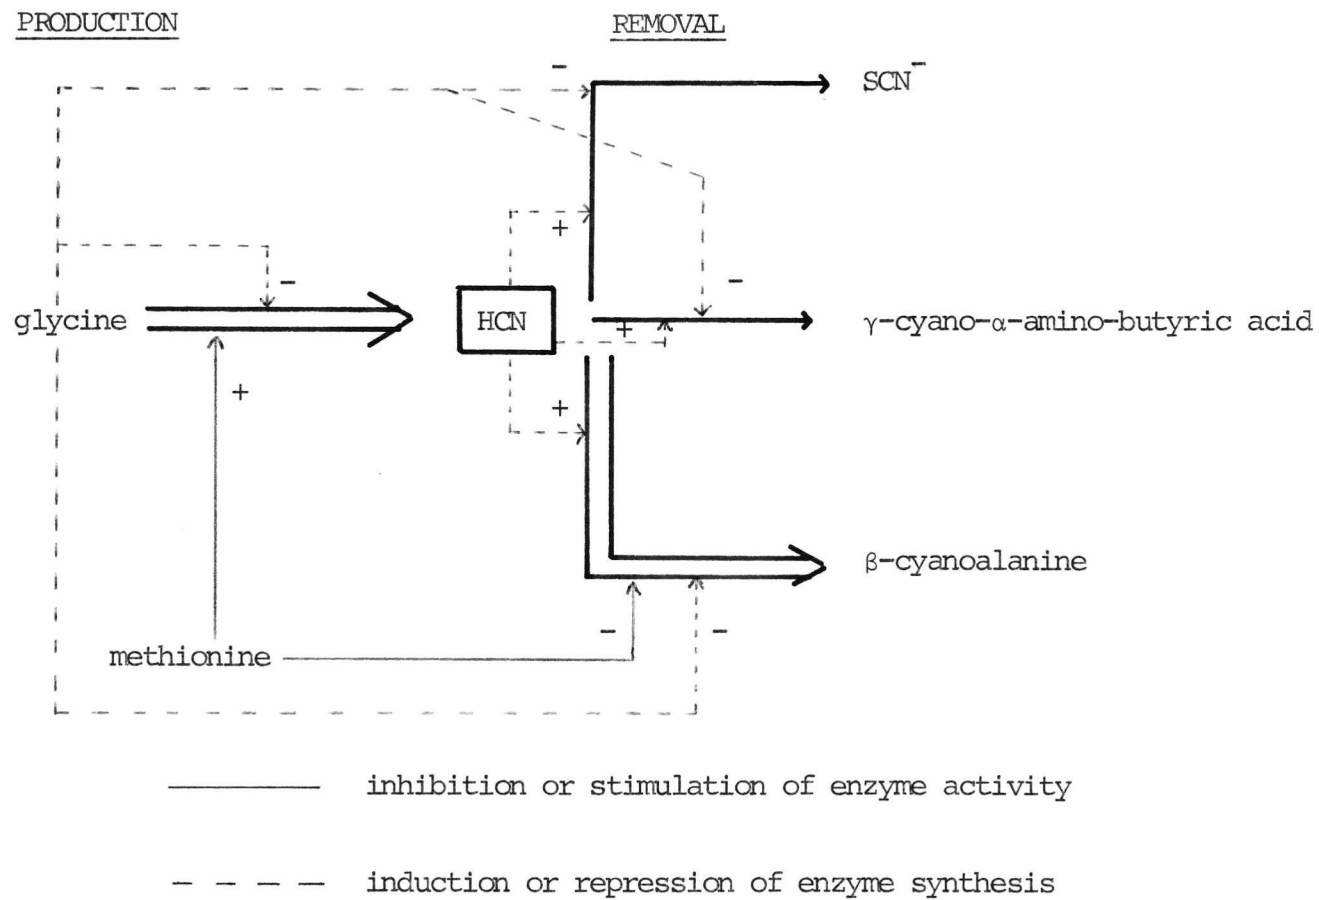 PRODUCTION
REMOVAL
-
SCN⁻
+
-
-
glycine
HCN
+
γ-cyano-α-amino-butyric acid
+
+
β-cyanoalanine
-
-
methionine
inhibition or stimulation of enzyme activity
induction or repression of enzyme synthesis